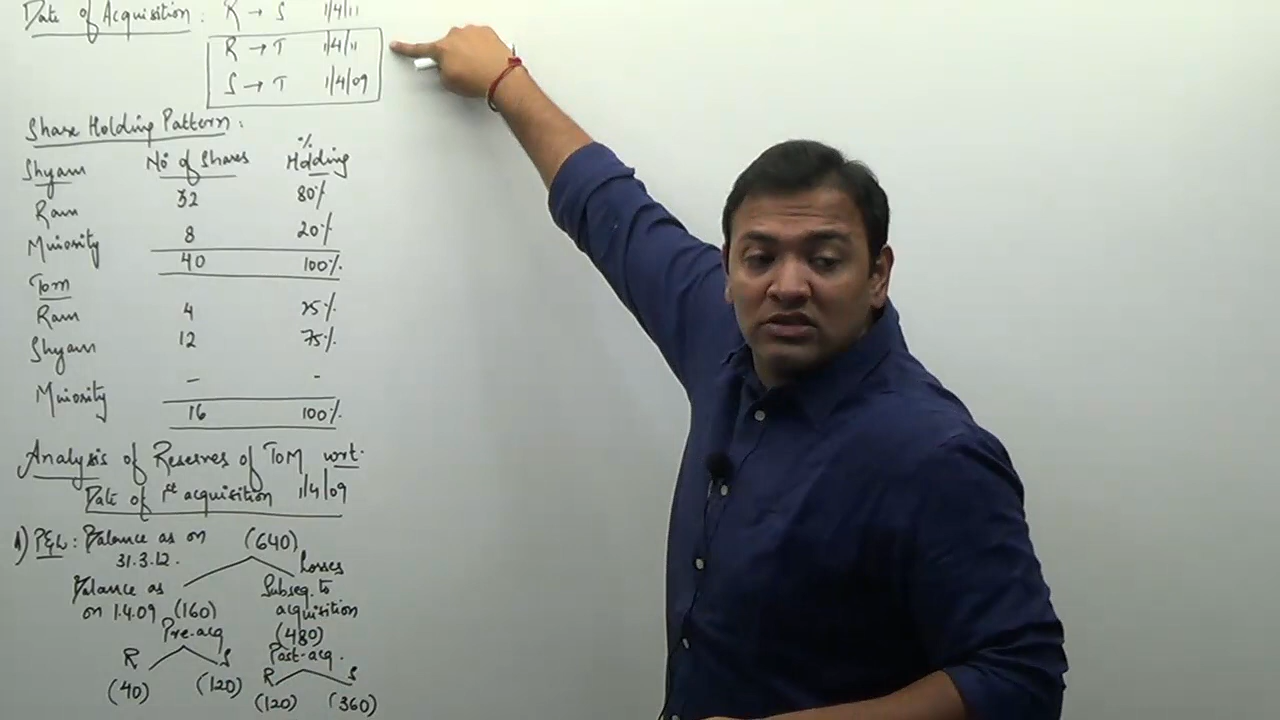 Date of Acquisition : R → S 1/4/11
R → T 1/4/11
S → T 1/4/09
Share Holding Pattern :
Shyam No of Shares % Holding
Ram 32 80%
Minority 8 20%
40 100%
Tom
Ram 4 25%
Shyam 12 75%
Minority - -
16 100%
Analysis of Reserves of TOM wrt.
Date of 1st acquisition 1/4/09
1) P&L : Balance as on 31.3.12. (640)
Balance as on 1.4.09 (160)
Losses Subseq. to acquisition (480)
Pre-acq Post-acq.
R S R S
(40) (120) (120) (360)